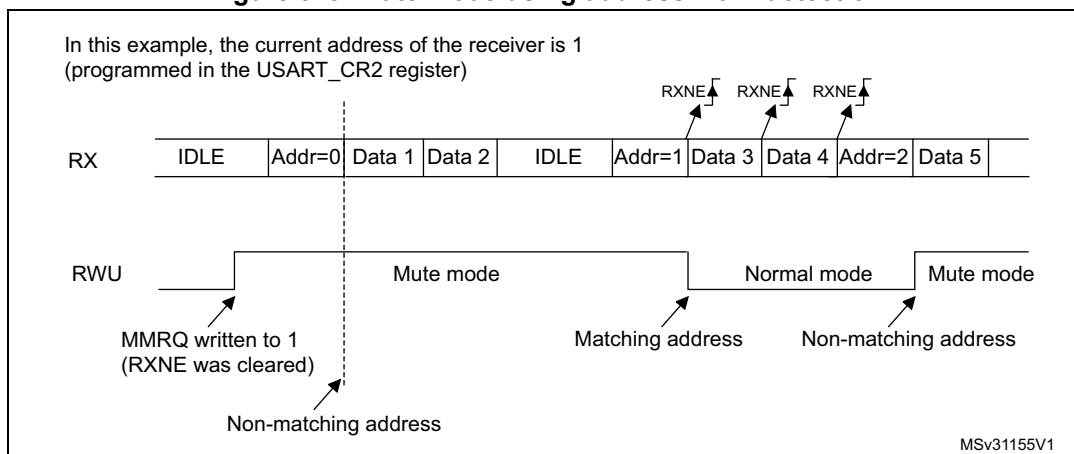 In this example, the current address of the receiver is 1
(programmed in the USART_CR2 register)
RXNE RXNE RXNE
RX IDLE Addr=0 Data 1 Data 2 IDLE Addr=1 Data 3 Data 4 Addr=2 Data 5
RWU Mute mode Normal mode Mute mode
MMRQ written to 1
(RXNE was cleared)
Matching address Non-matching address
Non-matching address
MSv31155V1